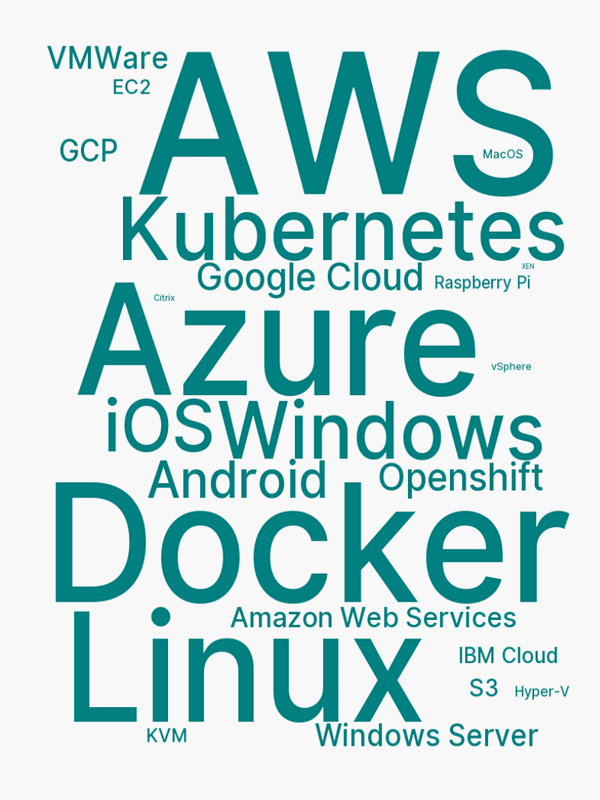 VMWare
EC2
AWS
GCP
MacOS
Kubernetes
Google Cloud
XEN
Raspberry Pi
Citrix
Azure
vSphere
iOS
Windows
Android
Openshift
Docker
Amazon Web Services
Linux
IBM Cloud
S3
Hyper-V
KVM
Windows Server